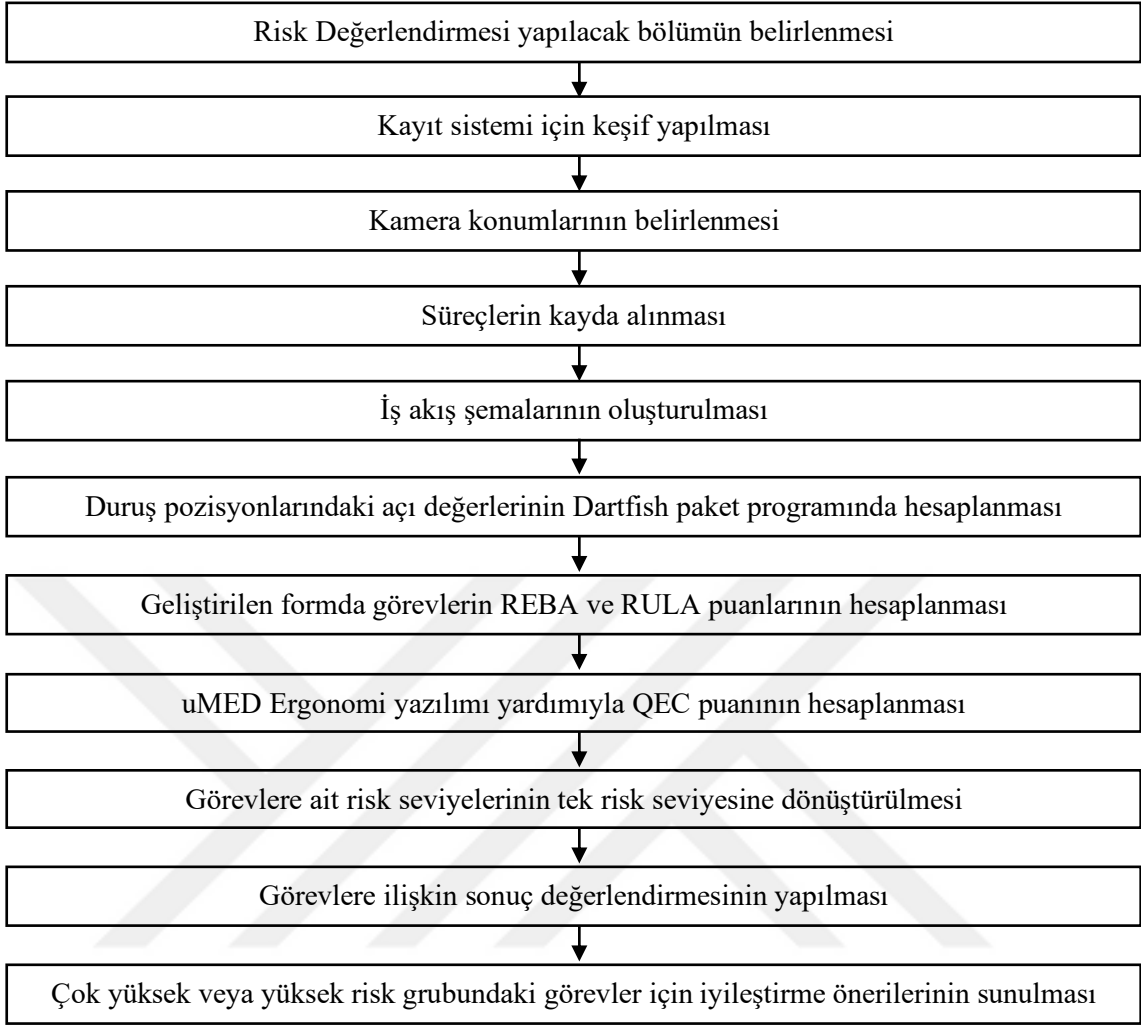 Risk Değerlendirmesi yapılacak bölümün belirlenmesi
Kayıt sistemi için keşif yapılması
Kamera konumlarının belirlenmesi
Süreçlerin kayda alınması
İş akış şemalarının oluşturulması
Duruş pozisyonlarındaki açı değerlerinin Dartfish paket programında hesaplanması
Geliştirilen formda görevlerin REBA ve RULA puanlarının hesaplanması
uMED Ergonomi yazılımı yardımıyla QEC puanının hesaplanması
Görevlere ait risk seviyelerinin tek risk seviyesine dönüştürülmesi
Görevlere ilişkin sonuç değerlendirmesinin yapılması
Çok yüksek veya yüksek risk grubundaki görevler için iyileştirme önerilerinin sunulması